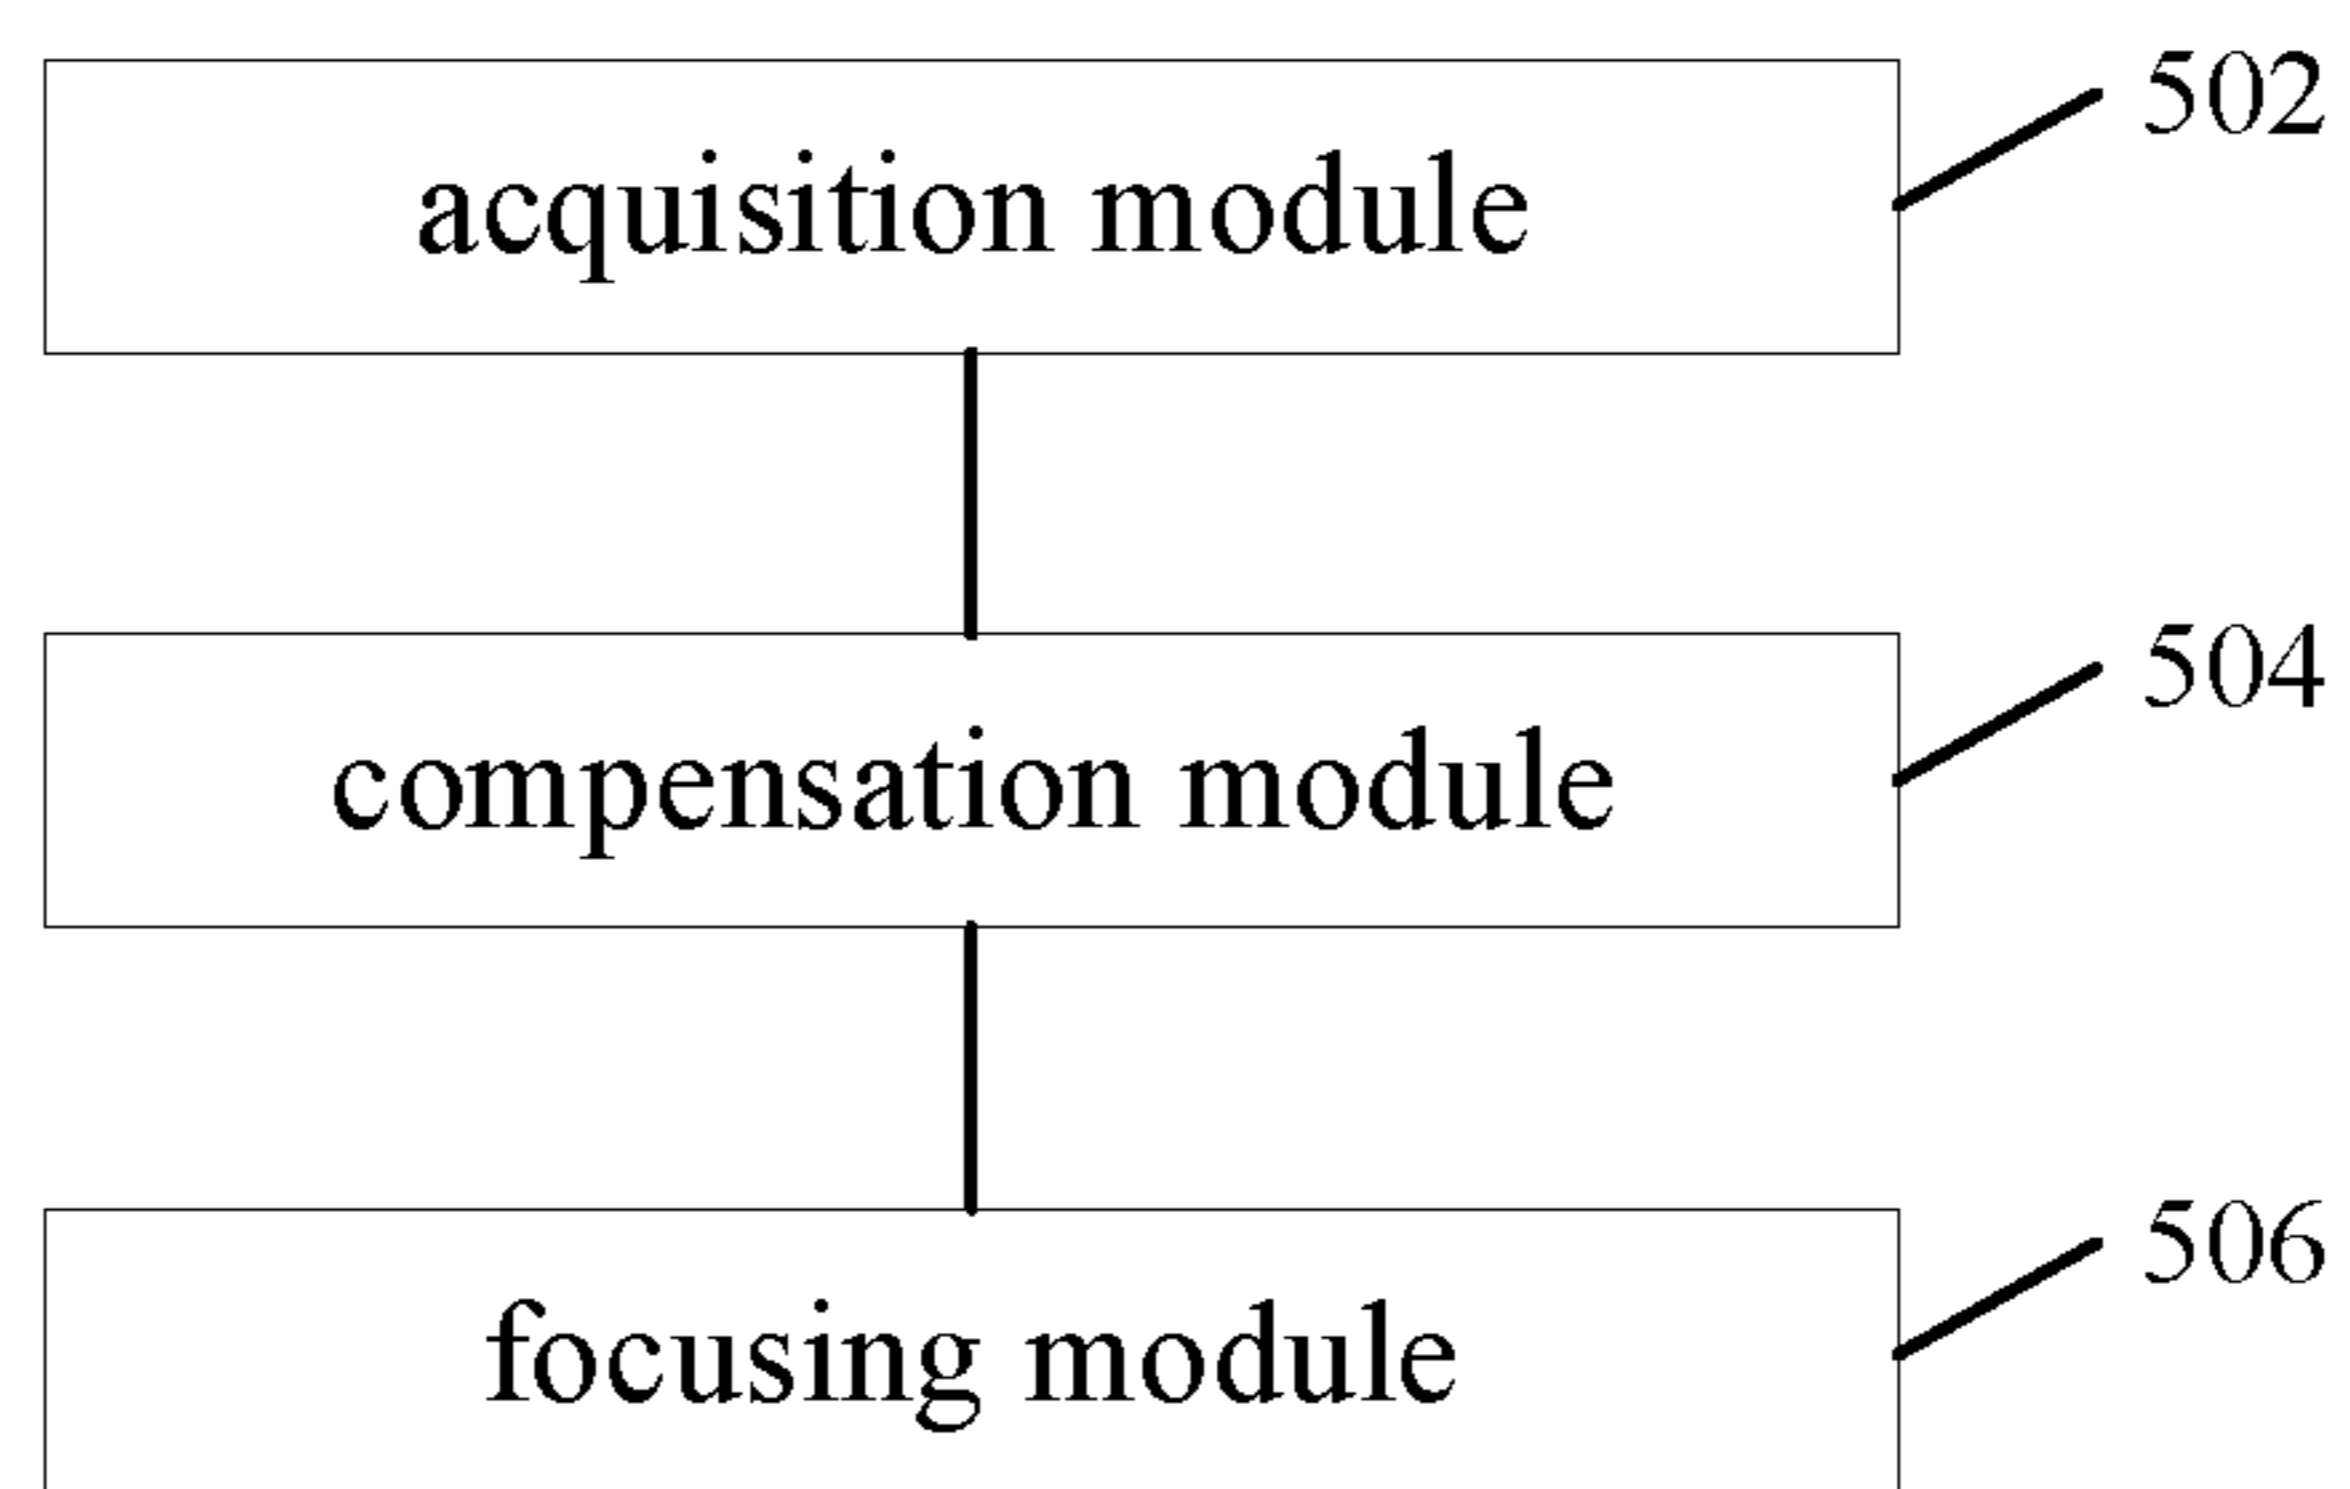 502
acquisition module
504
compensation module
506
focusing module